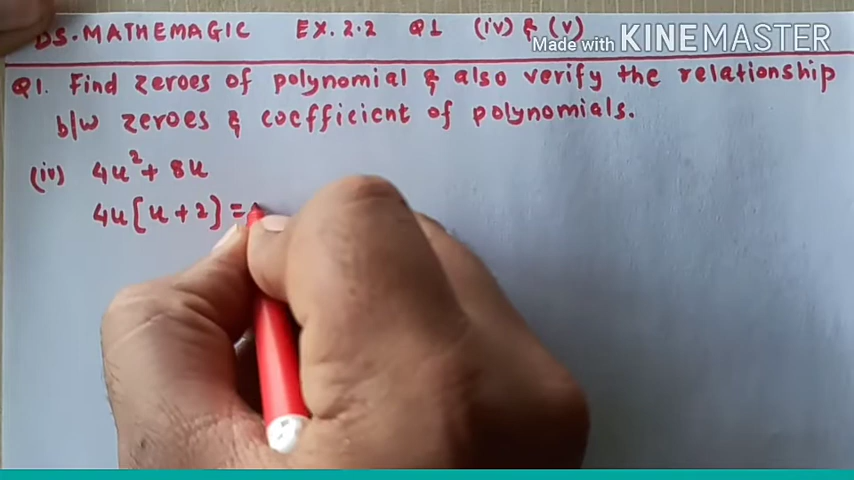 DS. MATHEMAGIC EX. 2.2 Q1 (iv) & (v)
Made with KINEMASTER
Q1. Find zeroes of polynomial & also verify the relationship
b/w zeroes & coefficient of polynomials.
(iv) 4u² + 8u
4u[u+2] =